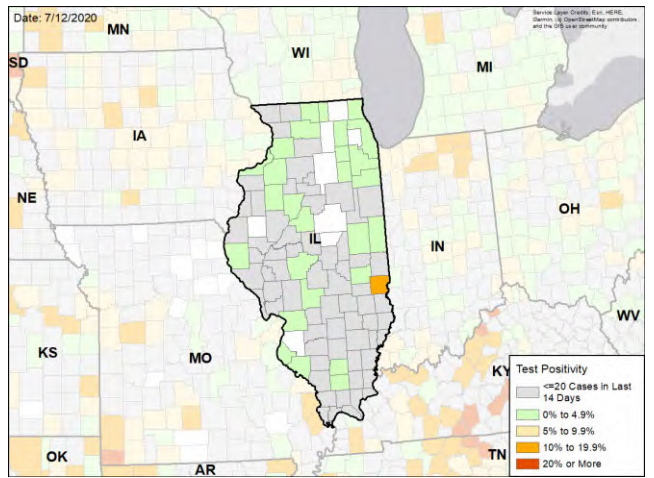 Date: 7/12/2020
Service Layer Credits: Esri, HERE,
Garmin, (c) OpenStreetMap contributors,
and the GIS user community
MN
WI
SD
MI
IA
NE
OH
IL
IN
WV
KS
MO
KY
OK
AR
TN
Test Positivity
<=20 Cases in Last
14 Days
0% to 4.9%
5% to 9.9%
10% to 19.9%
20% or More